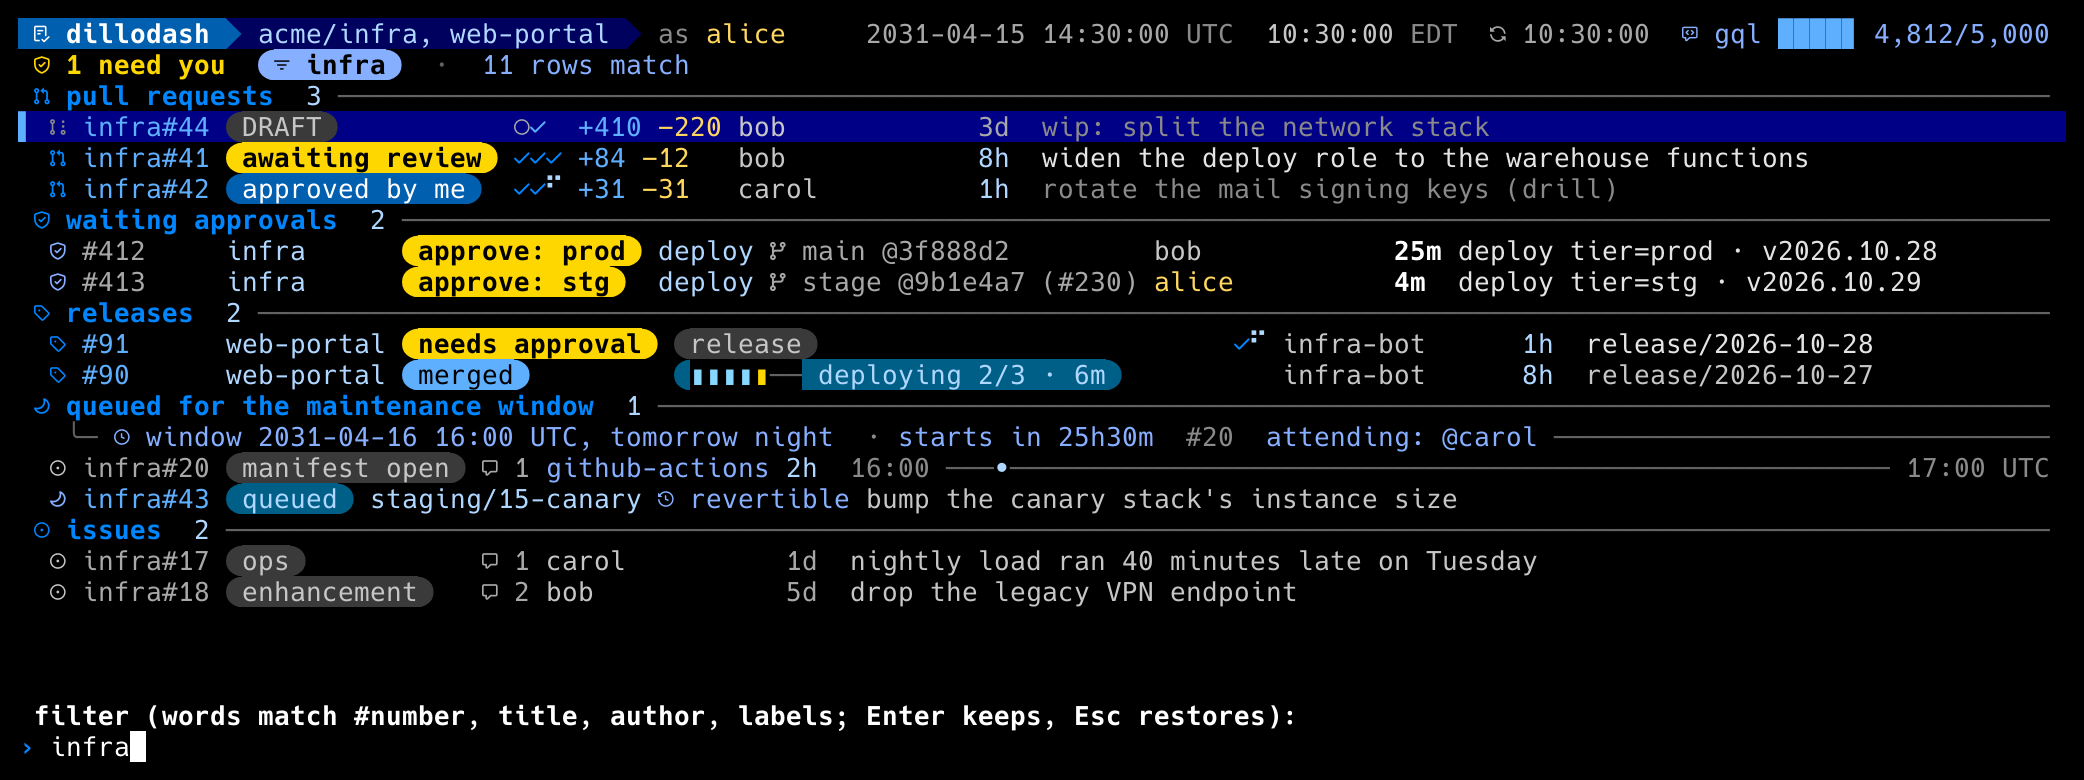 dillodash acme/infra, web-portal as alice 2031-04-15 14:30:00 UTC 10:30:00 EDT 10:30:00 gql 4,812/5,000
1 need you infra · 11 rows match
pull requests 3
infra#44 DRAFT ○✓ +410 −220 bob 3d wip: split the network stack
infra#41 awaiting review ✓✓✓ +84 −12 bob 8h widen the deploy role to the warehouse functions
infra#42 approved by me ✓✓ +31 −31 carol 1h rotate the mail signing keys (drill)
waiting approvals 2
#412 infra approve: prod deploy main @3f888d2 bob 25m deploy tier=prod · v2026.10.28
#413 infra approve: stg deploy stage @9b1e4a7 (#230) alice 4m deploy tier=stg · v2026.10.29
releases 2
#91 web-portal needs approval release ✓ infra-bot 1h release/2026-10-28
#90 web-portal merged deploying 2/3 · 6m infra-bot 8h release/2026-10-27
queued for the maintenance window 1
window 2031-04-16 16:00 UTC, tomorrow night · starts in 25h30m #20 attending: @carol
infra#20 manifest open 1 github-actions 2h 16:00 17:00 UTC
infra#43 queued staging/15-canary revertible bump the canary stack's instance size
issues 2
infra#17 ops 1 carol 1d nightly load ran 40 minutes late on Tuesday
infra#18 enhancement 2 bob 5d drop the legacy VPN endpoint
filter (words match #number, title, author, labels; Enter keeps, Esc restores):
› infra